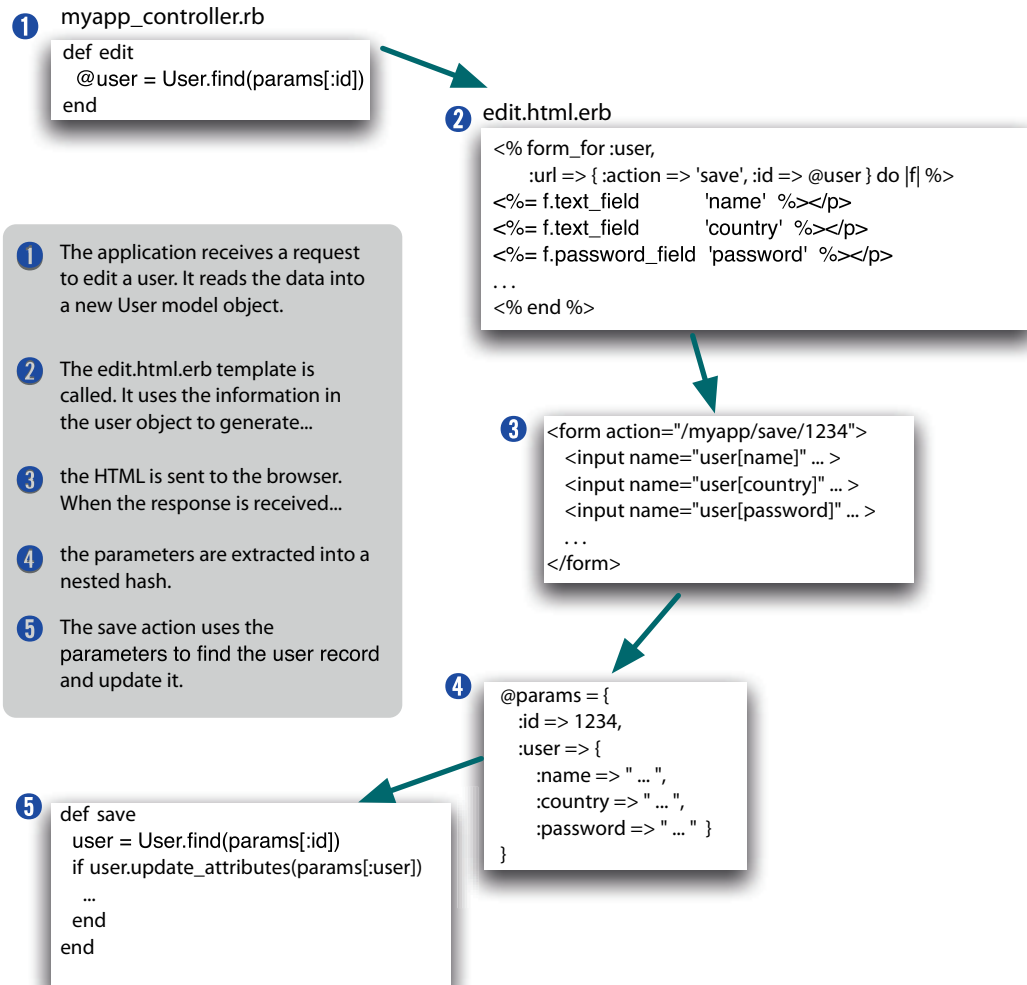 1 myapp_controller.rb
def edit
@user = User.find(params[:id])
end
2 edit.html.erb
<% form_for :user,
:url => { :action => 'save', :id => @user } do |f| %>
<%= f.text_field 'name' %></p>
<%= f.text_field 'country' %></p>
<%= f.password_field 'password' %></p>
. . .
<% end %>
1 The application receives a request
to edit a user. It reads the data into
a new User model object.
2 The edit.html.erb template is
called. It uses the information in
the user object to generate...
3 the HTML is sent to the browser.
When the response is received...
4 the parameters are extracted into a
nested hash.
5 The save action uses the
parameters to find the user record
and update it.
3 <form action="/myapp/save/1234">
<input name="user[name]" ... >
<input name="user[country]" ... >
<input name="user[password]" ... >
. . .
</form>
4 @params = {
:id => 1234,
:user => {
:name => " ... ",
:country => " ... ",
:password => " ... " }
}
5 def save
user = User.find(params[:id])
if user.update_attributes(params[:user])
...
end
end